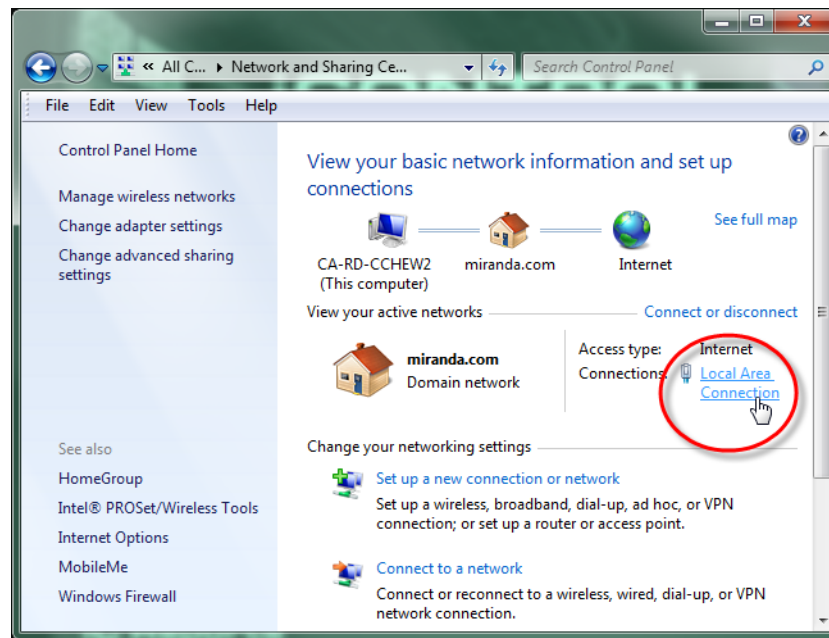 « All C... ▸ Network and Sharing Ce...
Search Control Panel
File Edit View Tools Help
Control Panel Home
Manage wireless networks
Change adapter settings
Change advanced sharing
settings
See also
HomeGroup
Intel® PROSet/Wireless Tools
Internet Options
MobileMe
Windows Firewall
View your basic network information and set up
connections
See full map
CA-RD-CCHEW2
(This computer)
miranda.com
Internet
View your active networks
Connect or disconnect
miranda.com
Domain network
Access type: Internet
Connections: Local Area
Connection
Change your networking settings
Set up a new connection or network
Set up a wireless, broadband, dial-up, ad hoc, or VPN
connection; or set up a router or access point.
Connect to a network
Connect or reconnect to a wireless, wired, dial-up, or VPN
network connection.